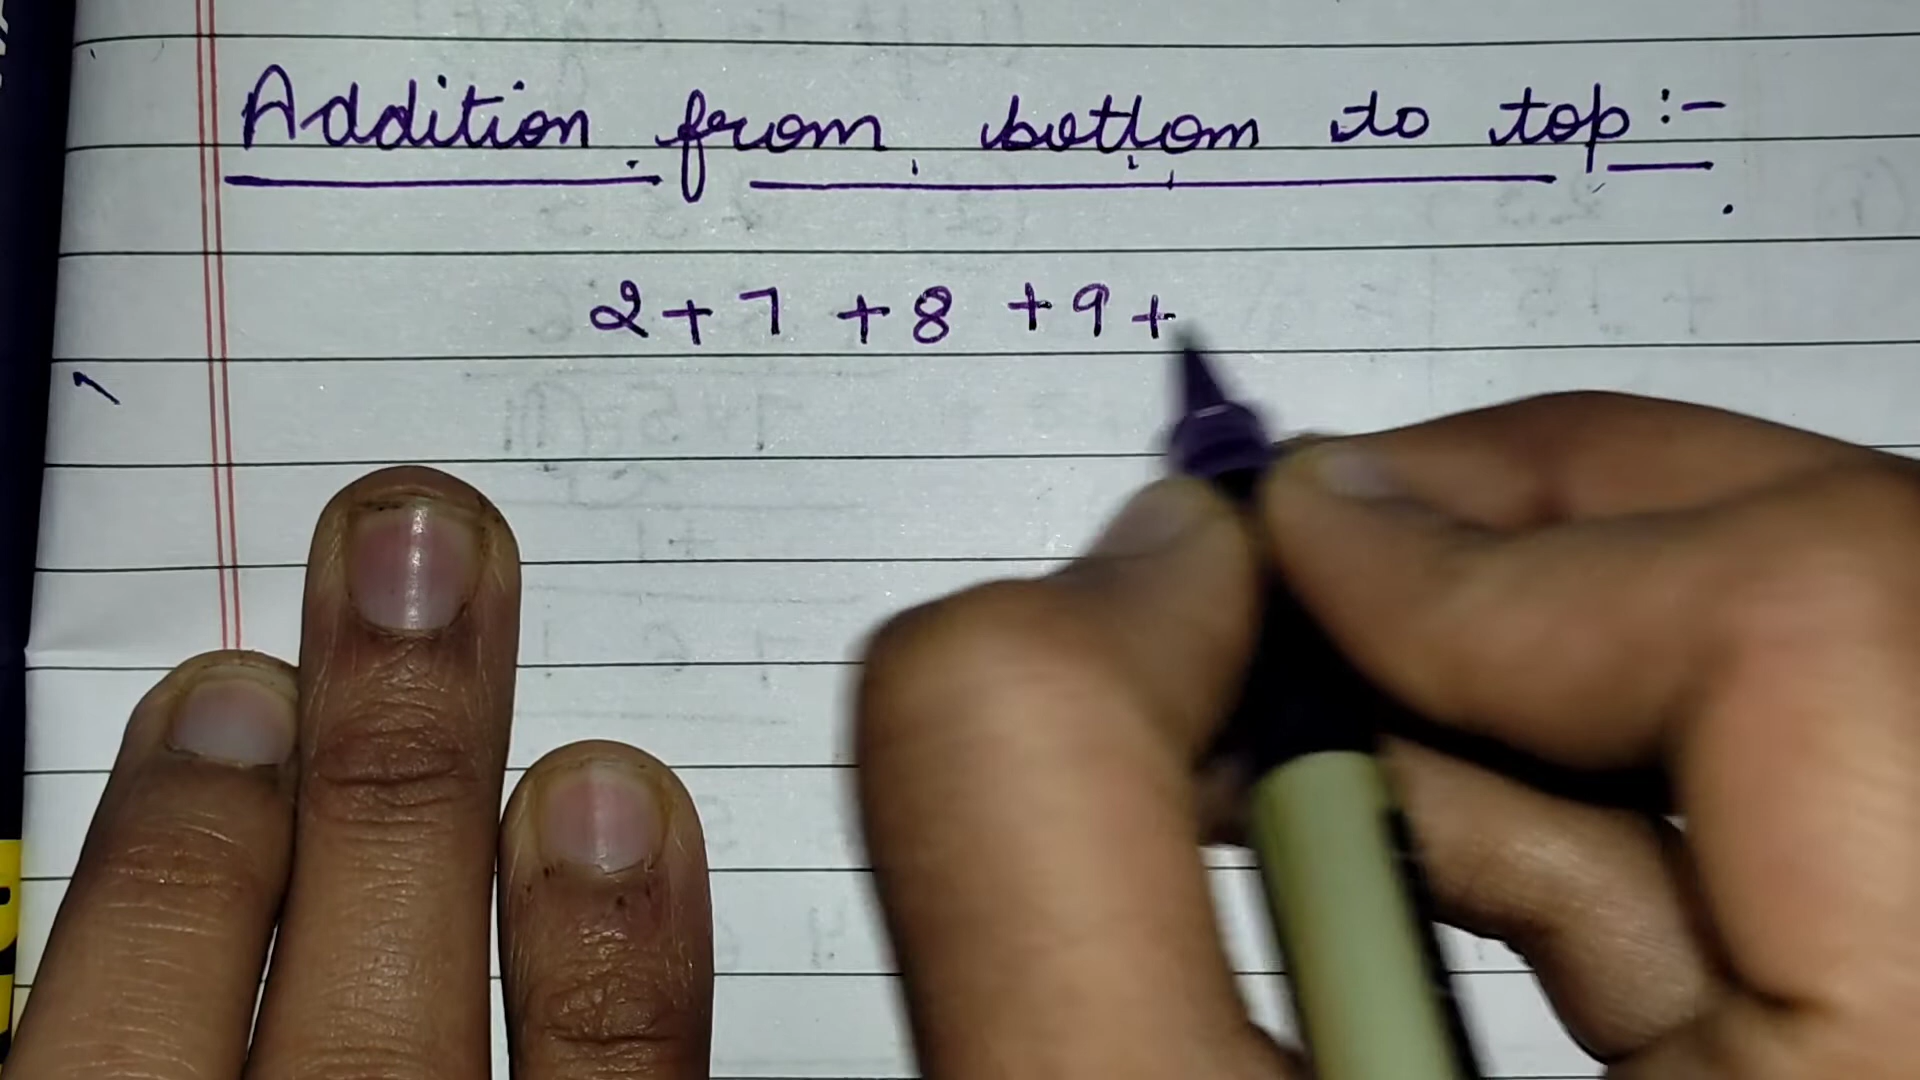 Addition from bottom to top :-
2 + 7 + 8 + 9 +